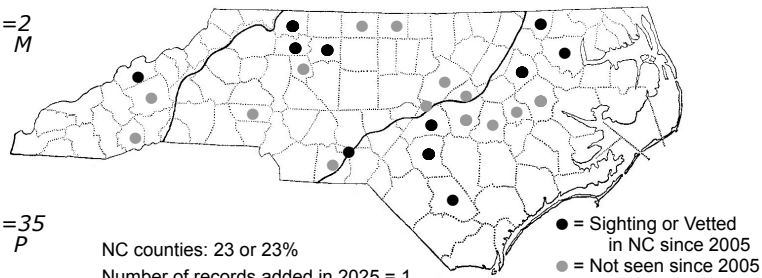 =2
M
=35
P
NC counties: 23 or 23%
Number of records added in 2025 = 1
● = Sighting or Vetted
in NC since 2005
● = Not seen since 2005